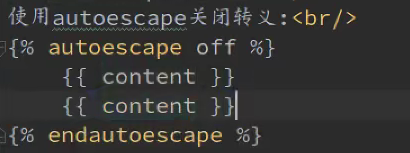 使用autoescape关闭转义:<br/>
{% autoescape off %}
{{ content }}
{{ content }}
{% endautoescape %}